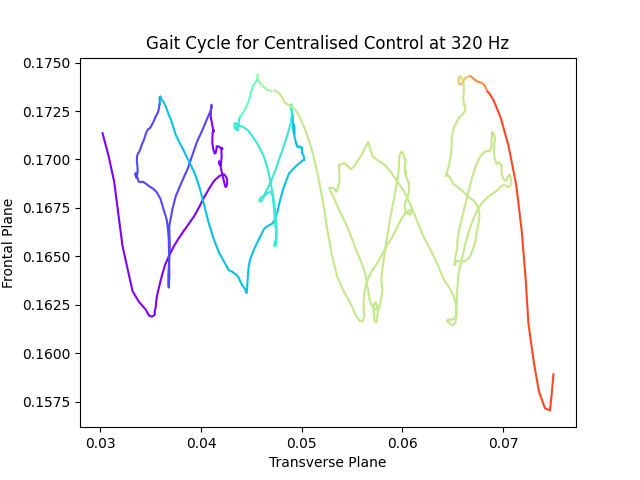 Gait Cycle for Centralised Control at 320 Hz
0.1750
0.1725
0.1700
0.1675
0.1650
0.1625
0.1600
0.1575
Frontal Plane
0.03 0.04 0.05 0.06 0.07
Transverse Plane